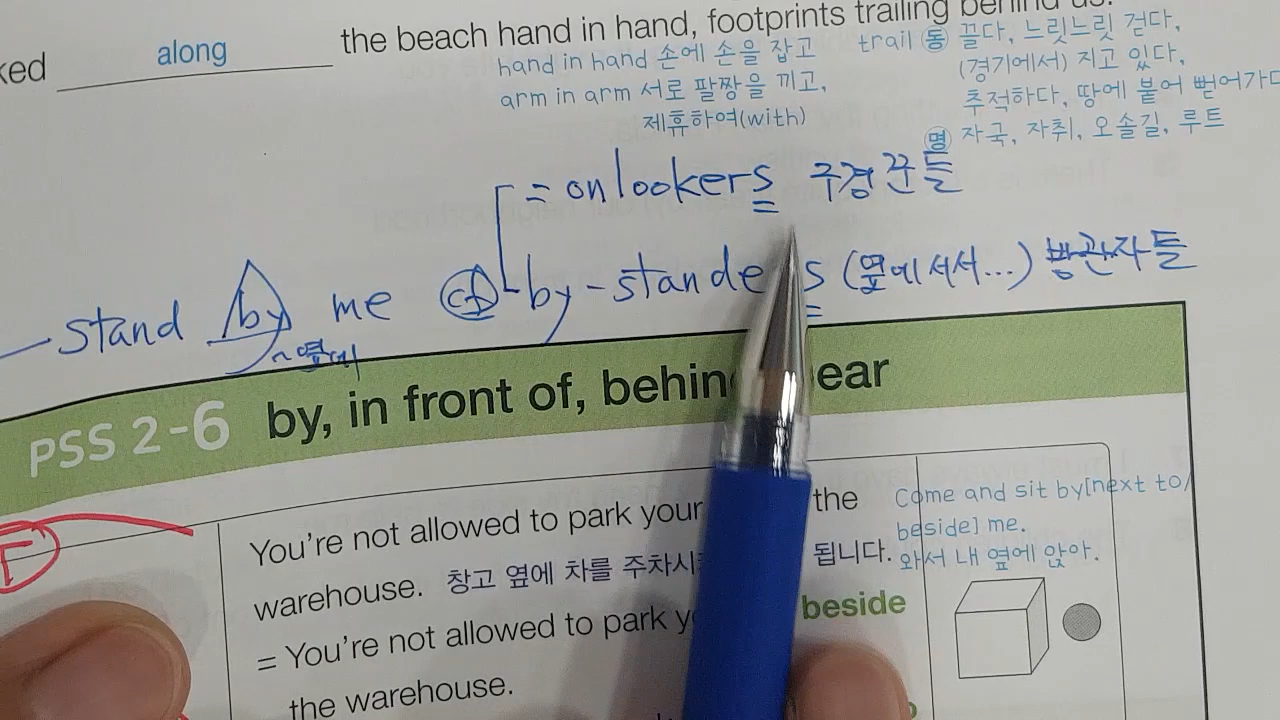 along the beach hand in hand, footprints trailing behind us.
hand in hand 손에 손을 잡고
arm in arm 서로 팔짱을 끼고,
제휴하여(with)
trail 동 끌다, 느릿느릿 걷다,
(경기에서) 지고 있다,
추적하다, 땅에 붙어 뻗어가다
명 자국, 자취, 오솔길, 루트
= onlookers 구경꾼들
stand by me cf by-stande s (옆에 서서...) 방관자들
~옆에
PSS 2-6 by, in front of, behin ear
You're not allowed to park your the
warehouse. 창고 옆에 차를 주차시 됩니다.
= You're not allowed to park beside
the warehouse.
Come and sit by[next to/
beside] me.
와서 내 옆에 앉아.
F